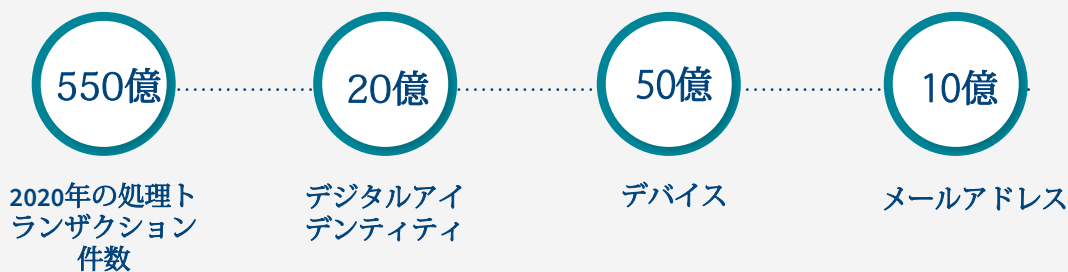 550億
20億
50億
10億
2020年の処理ト
ランザクション
件数
デジタルアイ
デンティティ
デバイス
メールアドレス